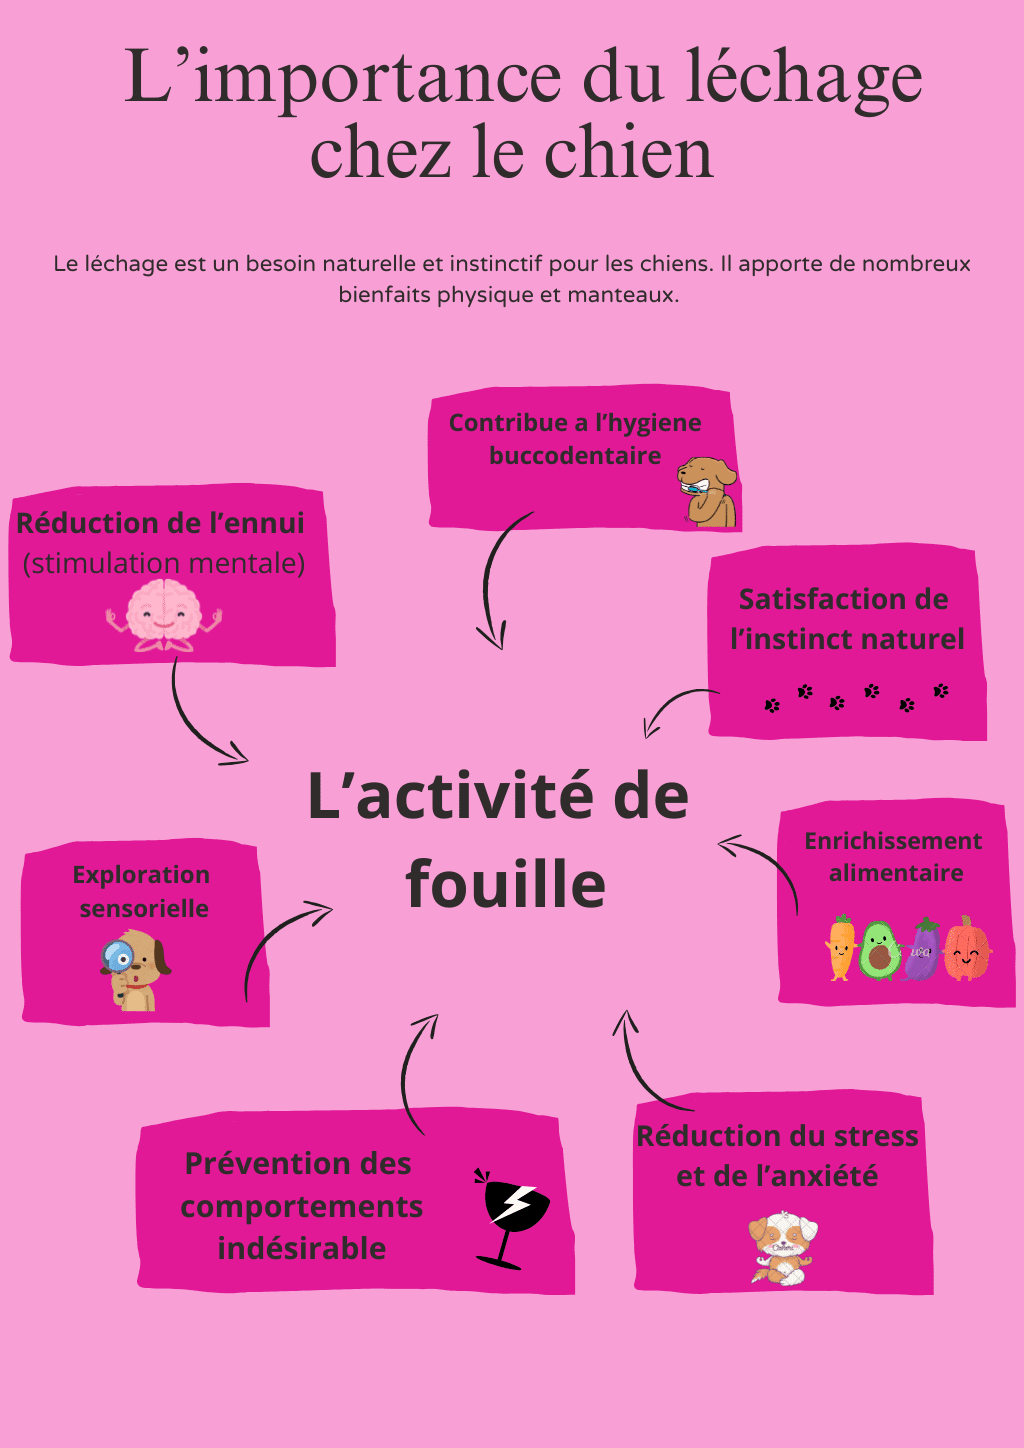 L’importance du léchage
chez le chien
Le léchage est un besoin naturelle et instinctif pour les chiens. Il apporte de nombreux
bienfaits physique et manteaux.
Contribue a l’hygiene
buccodentaire
Réduction de l’ennui
(stimulation mentale)
Satisfaction de
l’instinct naturel
L’activité de
fouille
Enrichissement
alimentaire
Exploration
sensorielle
Prévention des
comportements
indésirable
Réduction du stress
et de l’anxiété